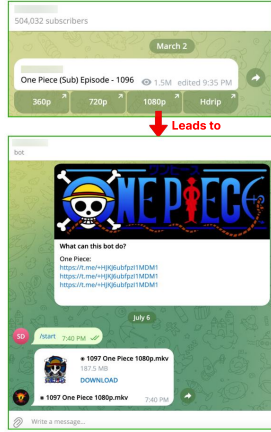 504,032 subscribers
March 2
One Piece (Sub) Episode - 1096 1.5M edited 9:35 PM
360p 720p 1080p Hdrip
Leads to
bot
ONE PIECE
What can this bot do?
One Piece:
https://t.me/+HJKJ6ubfpzI1MDM1
https://t.me/+HJKJ6ubfpzI1MDM1
https://t.me/+HJKJ6ubfpzI1MDM1
July 6
SD /start 7:40 PM
1097 One Piece 1080p.mkv
187.5 MB
DOWNLOAD
1097 One Piece 1080p.mkv 7:40 PM
Write a message...